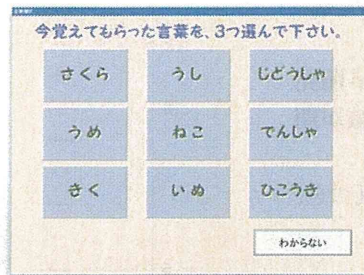 今覚えてもらった言葉を、3つ選んで下さい。
さくら うし じどうしゃ
うめ ねこ でんしゃ
きく いぬ ひこうき
わからない